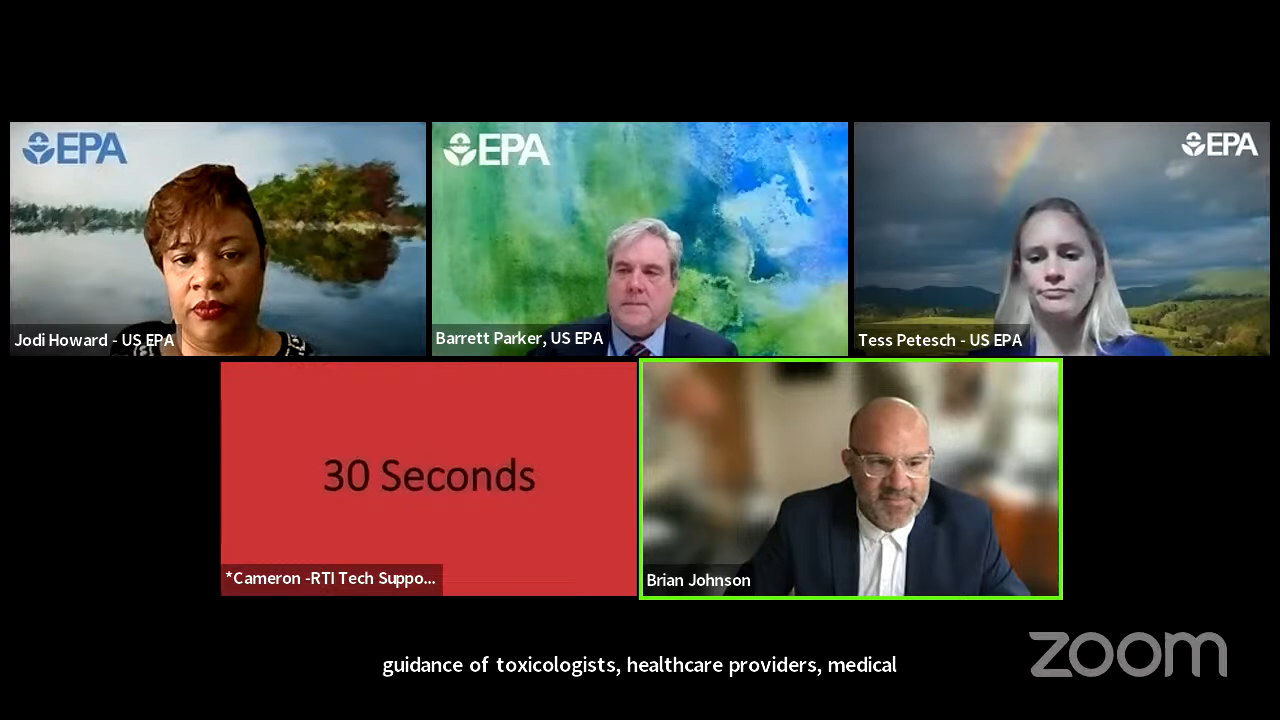 EPA
EPA
EPA
Jodi Howard - US EPA
Barrett Parker, US EPA
Tess Petesch - US EPA
30 Seconds
*Cameron -RTI Tech Suppo...
Brian Johnson
guidance of toxicologists, healthcare providers, medical
zoom